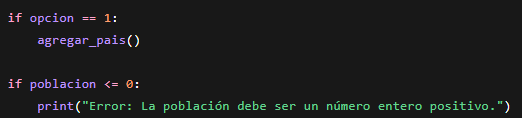 if opcion == 1:
    agregar_pais()
if poblacion <= 0:
    print("Error: La población debe ser un número entero positivo.")